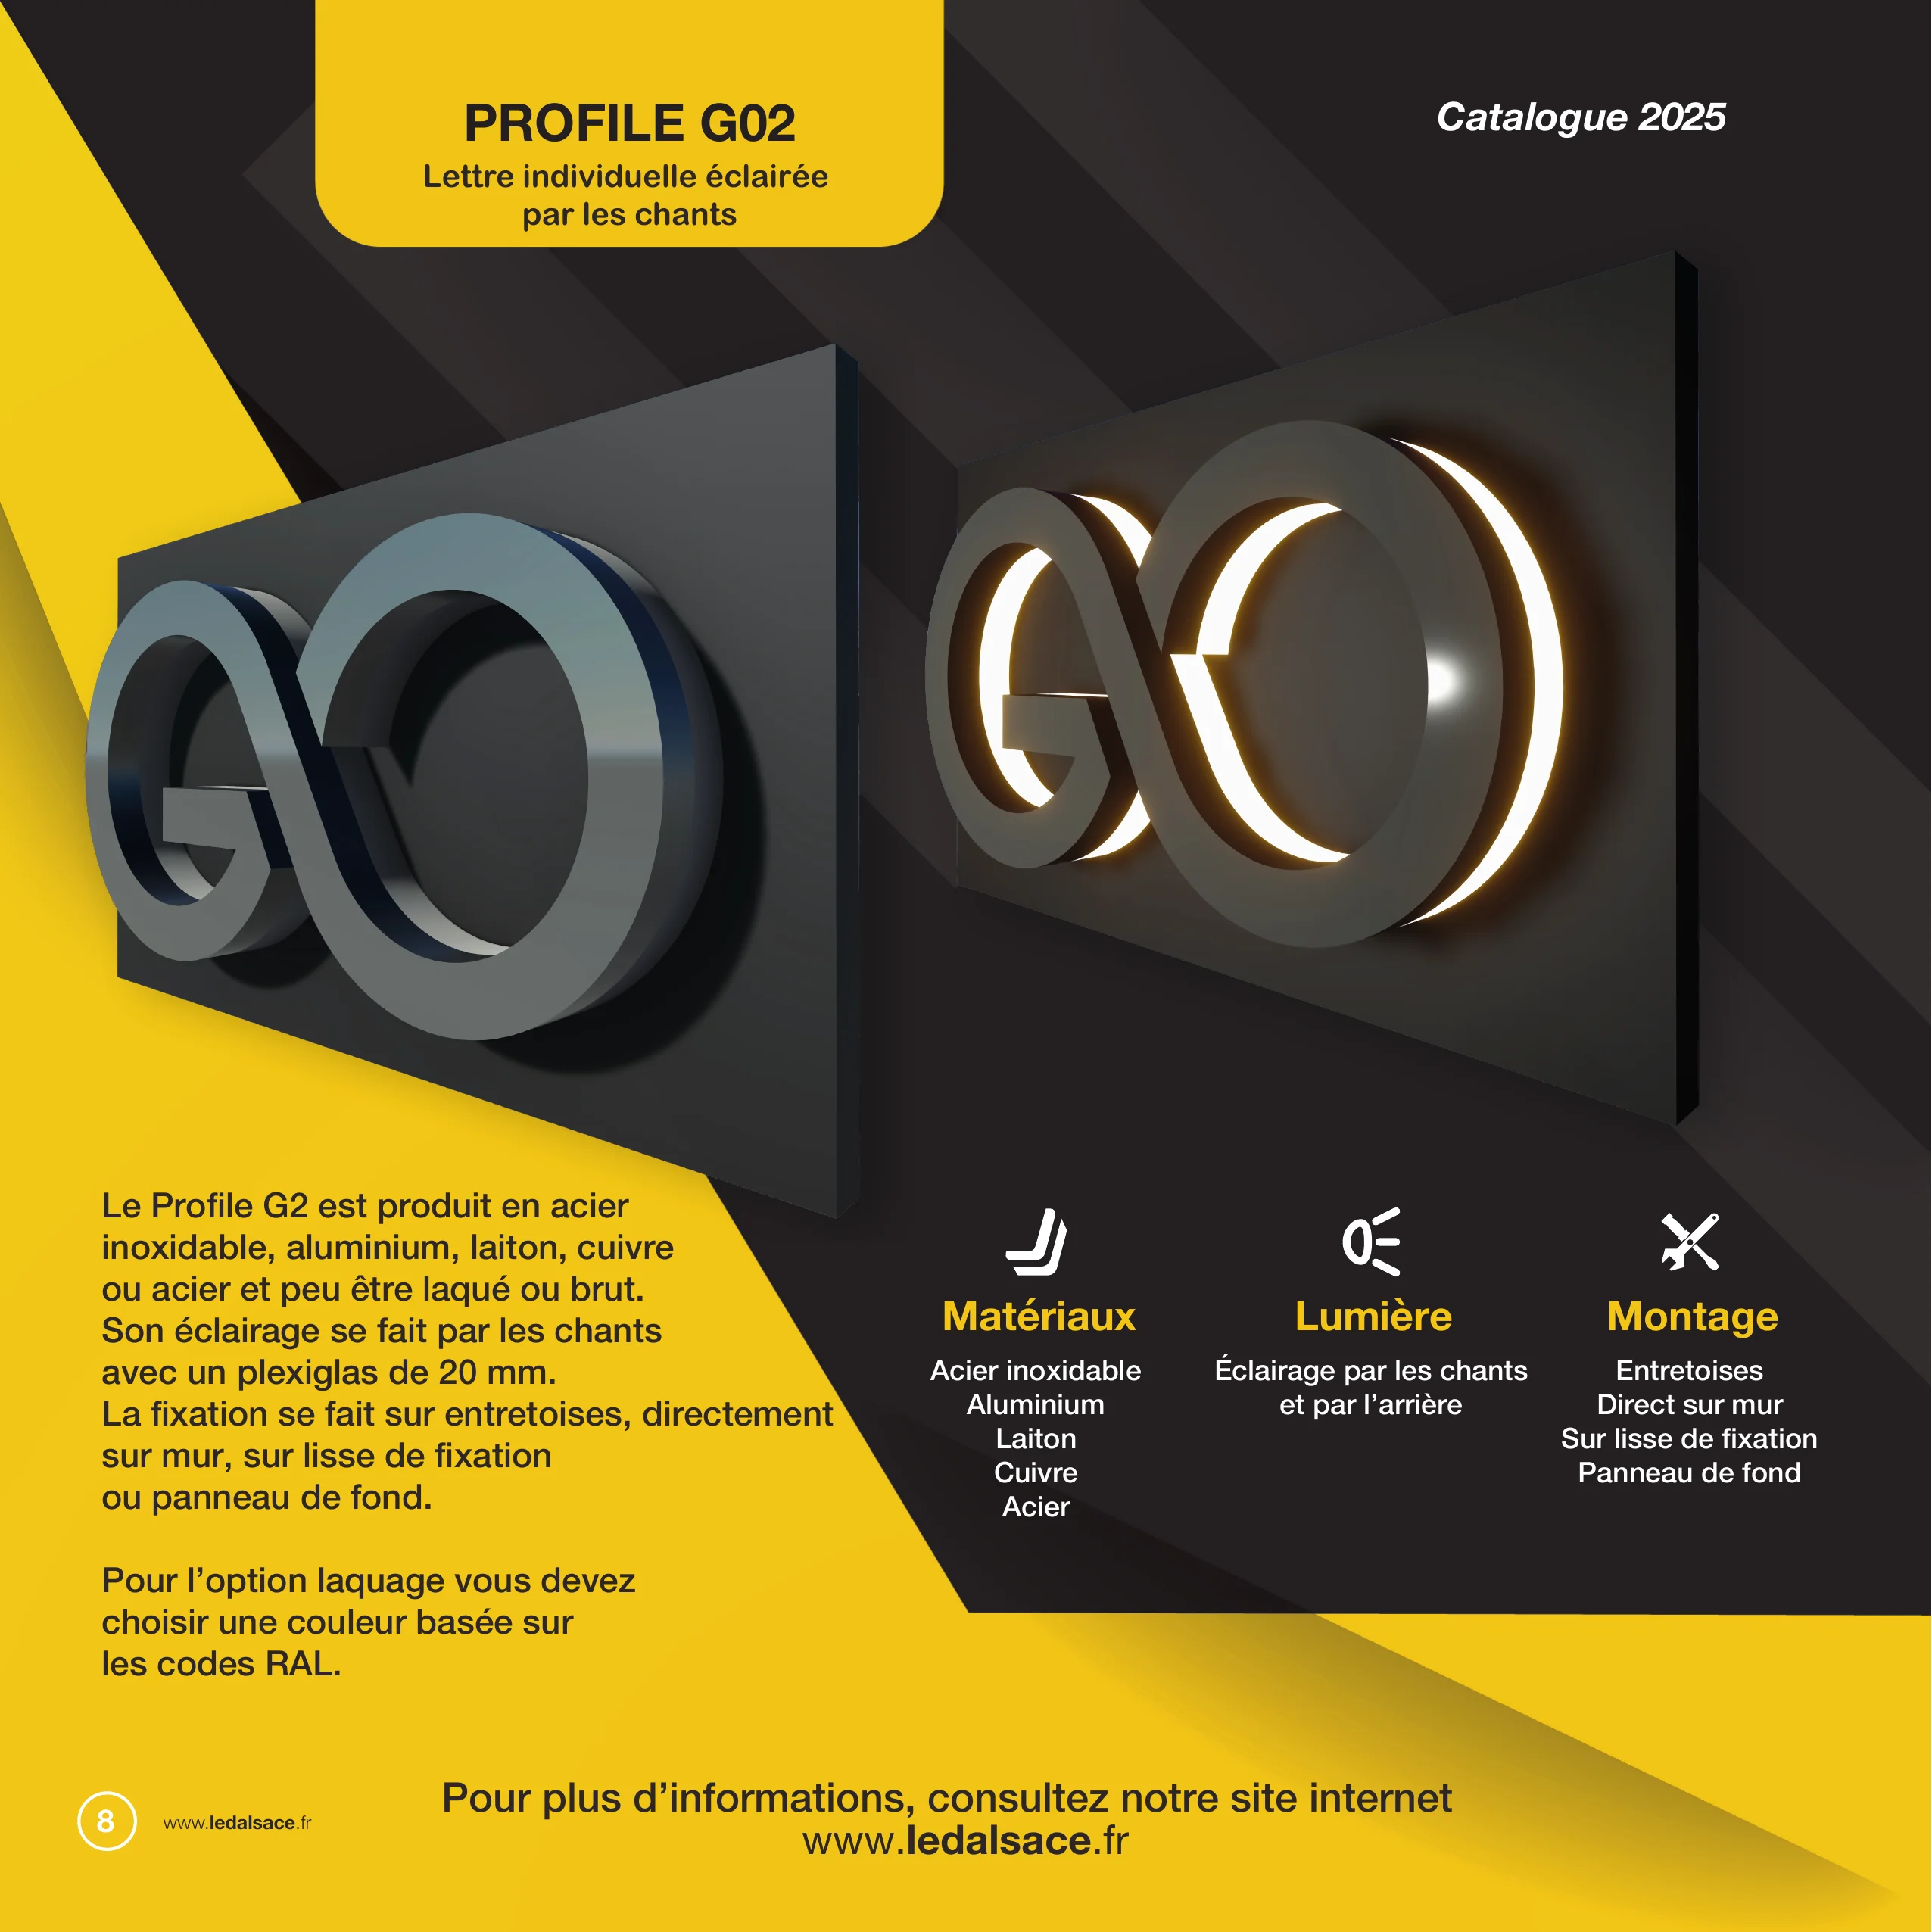 PROFILE G02
Lettre individuelle éclairée
par les chants
Catalogue 2025
GO
GO
Le Profile G2 est produit en acier
inoxidable, aluminium, laiton, cuivre
ou acier et peu être laqué ou brut.
Son éclairage se fait par les chants
avec un plexiglas de 20 mm.
La fixation se fait sur entretoises, directement
sur mur, sur lisse de fixation
ou panneau de fond.
Pour l’option laquage vous devez
choisir une couleur basée sur
les codes RAL.
Matériaux
Acier inoxidable
Aluminium
Laiton
Cuivre
Acier
Lumière
Éclairage par les chants
et par l’arrière
Montage
Entretoises
Direct sur mur
Sur lisse de fixation
Panneau de fond
Pour plus d’informations, consultez notre site internet
www.ledalsace.fr
8
www.ledalsace.fr